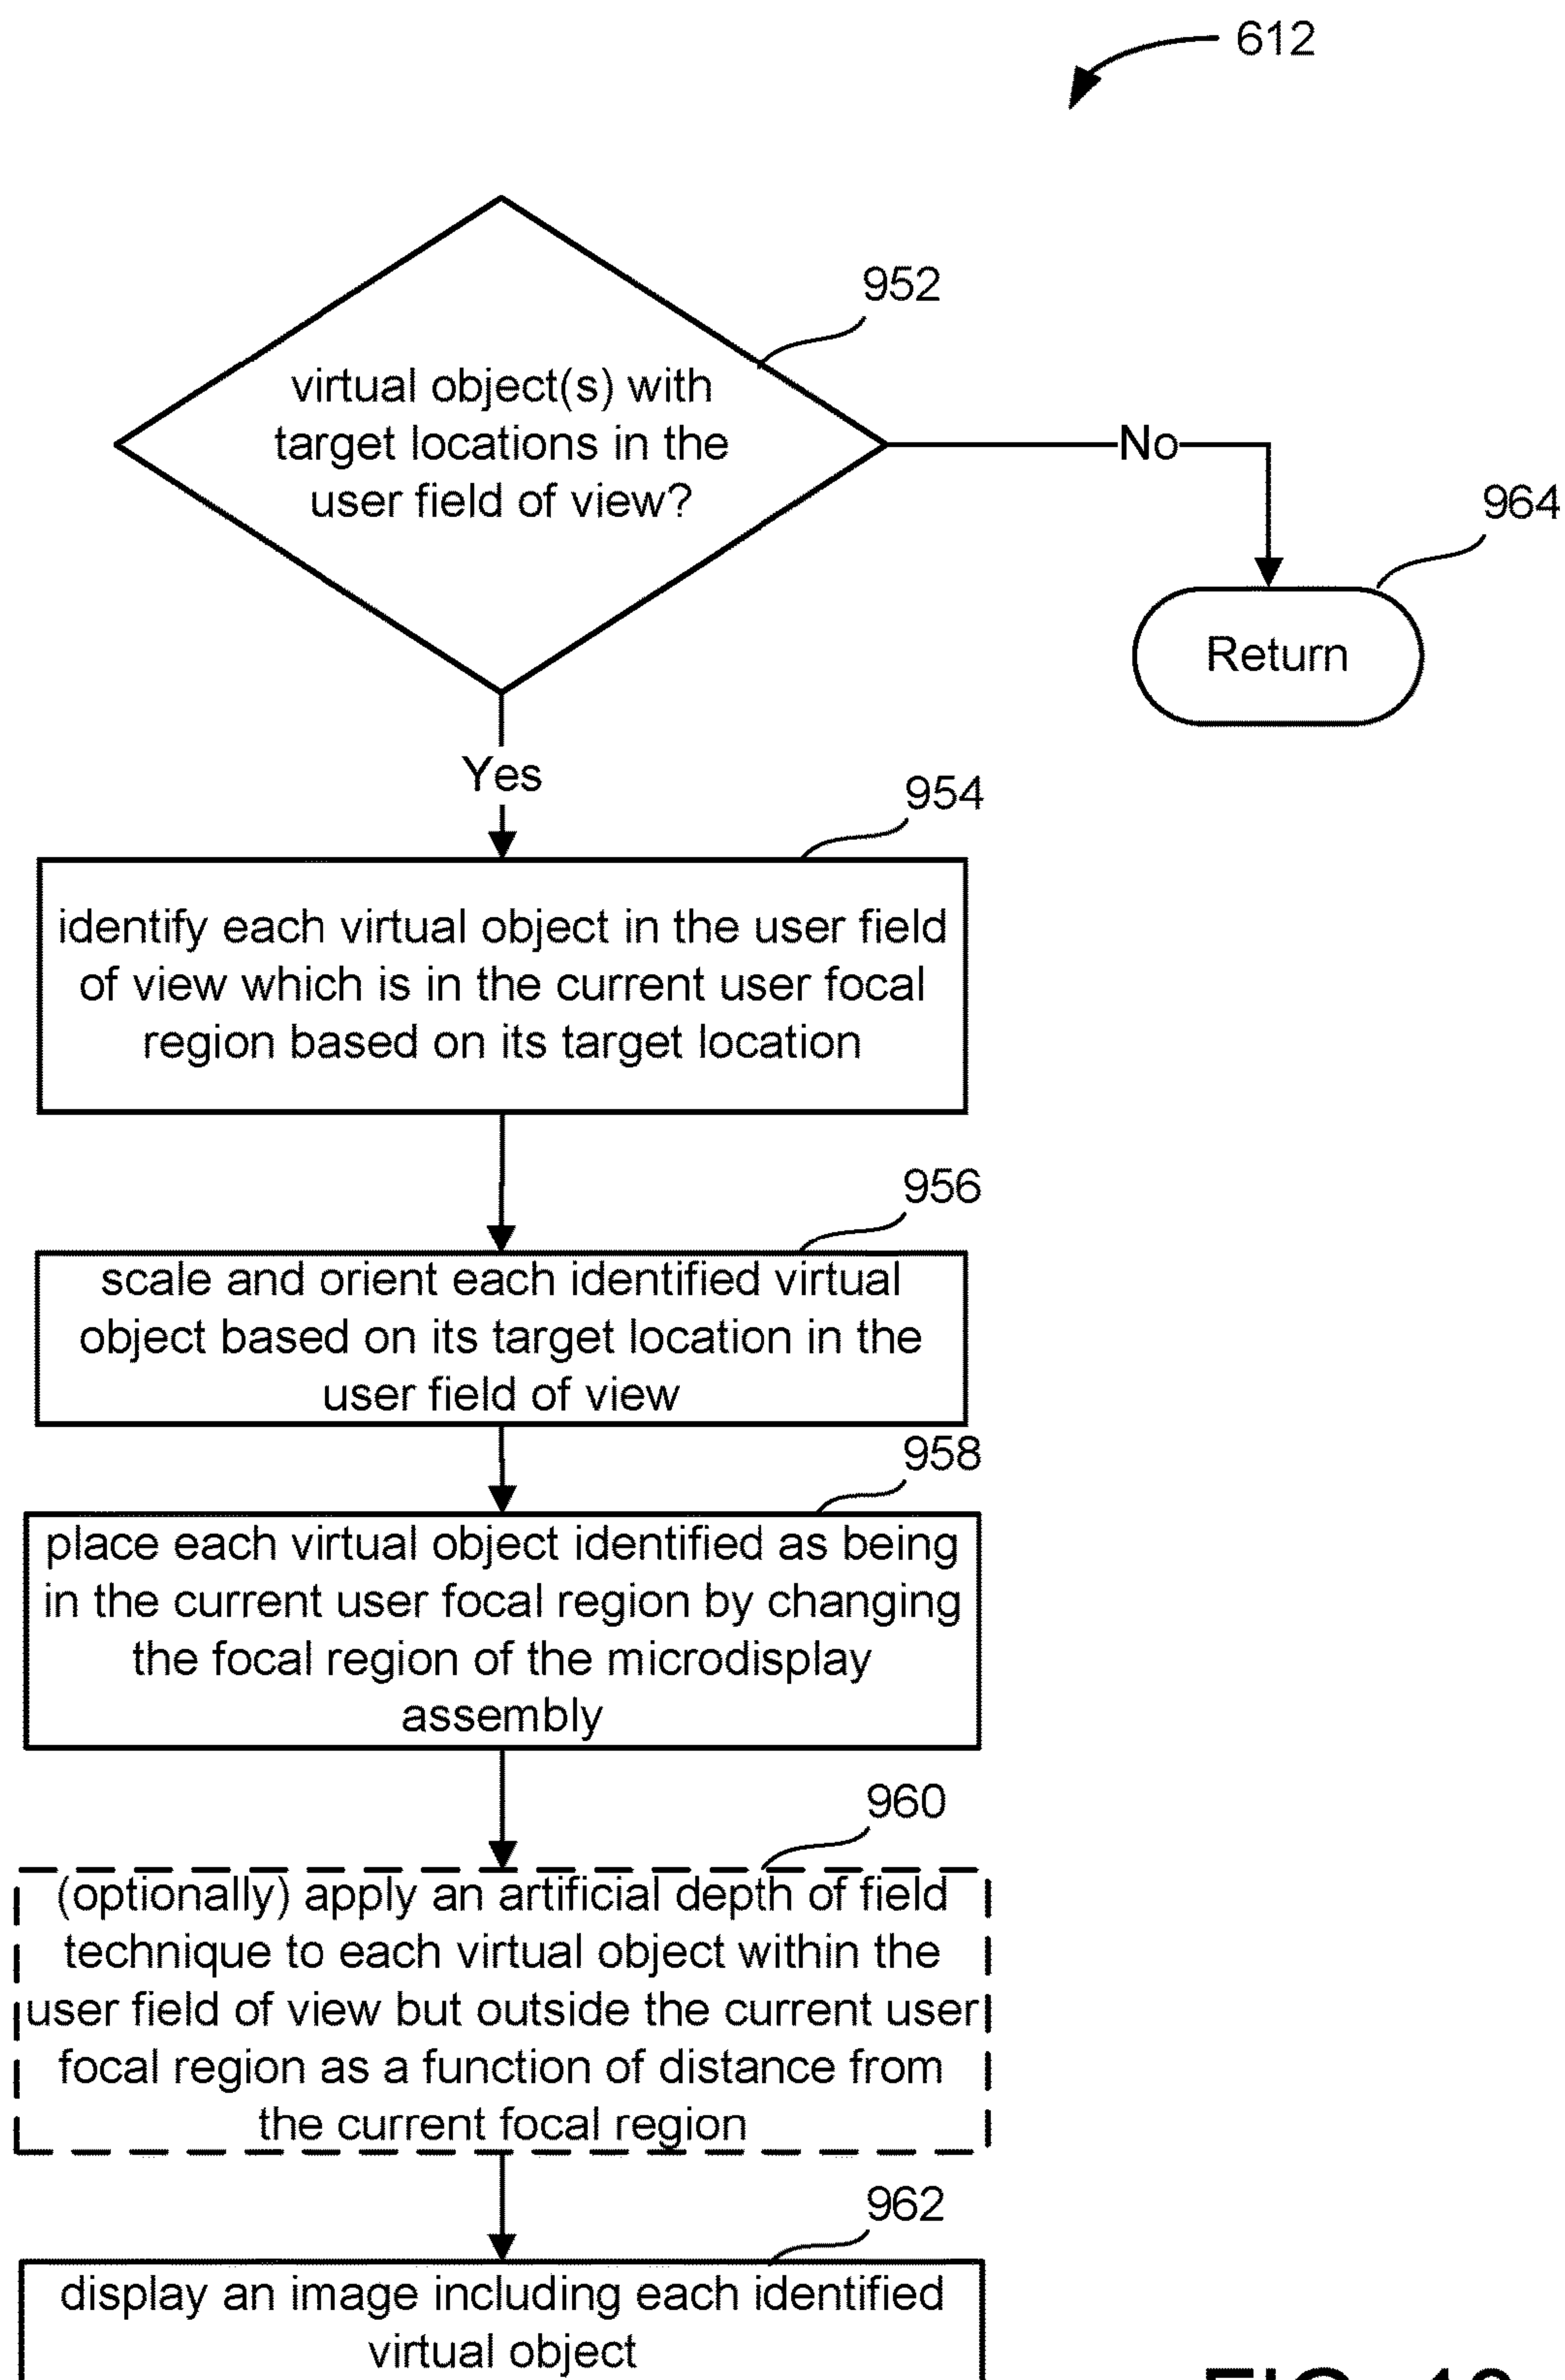 612
952
virtual object(s) with
target locations in the
user field of view?
No
964
Return
Yes
954
identify each virtual object in the user field
of view which is in the current user focal
region based on its target location
956
scale and orient each identified virtual
object based on its target location in the
user field of view
958
place each virtual object identified as being
in the current user focal region by changing
the focal region of the microdisplay
assembly
960
(optionally) apply an artificial depth of field
technique to each virtual object within the
user field of view but outside the current user
focal region as a function of distance from
the current focal region
962
display an image including each identified
virtual object